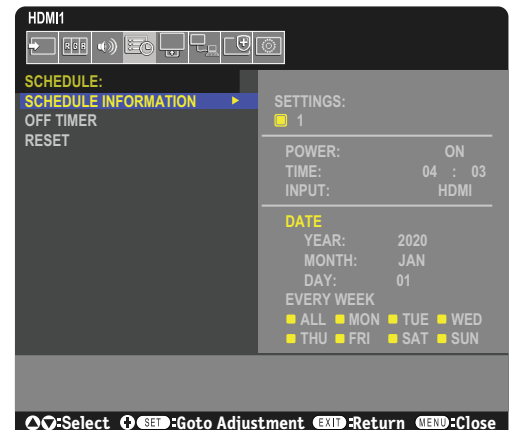 HDMI1
R G B
SCHEDULE:
SCHEDULE INFORMATION
OFF TIMER
RESET
SETTINGS:
1
POWER: ON
TIME: 04 : 03
INPUT: HDMI
DATE
YEAR: 2020
MONTH: JAN
DAY: 01
EVERY WEEK
ALL MON TUE WED
THU FRI SAT SUN
:Select SET :Goto Adjustment EXIT :Return MENU :Close